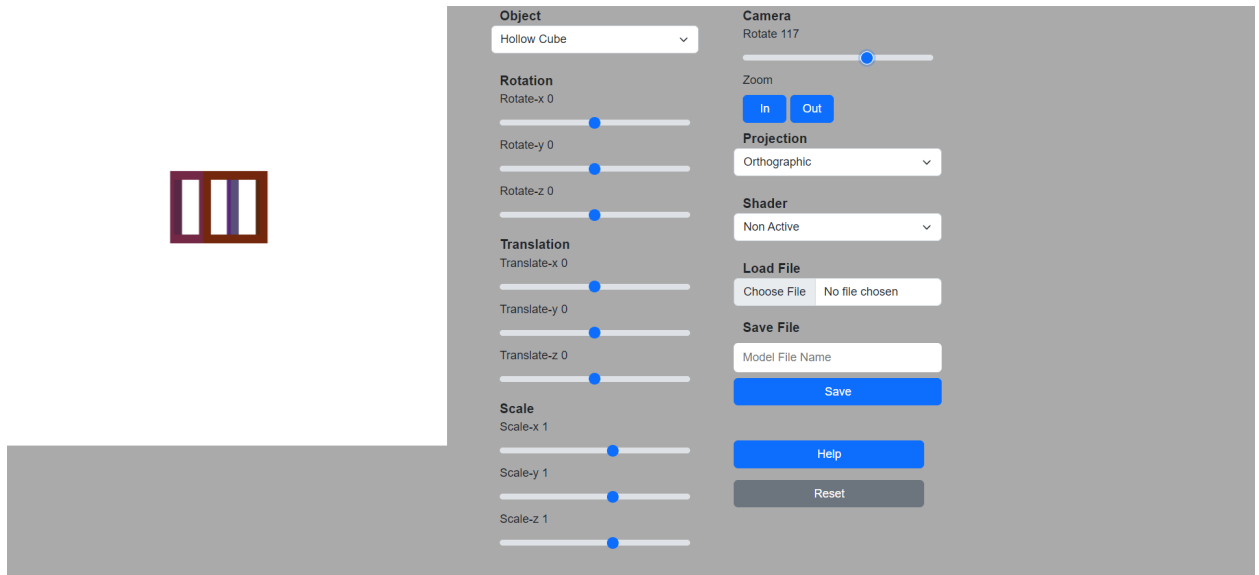 Object
Hollow Cube
Rotation
Rotate-x 0
Rotate-y 0
Rotate-z 0
Translation
Translate-x 0
Translate-y 0
Translate-z 0
Scale
Scale-x 1
Scale-y 1
Scale-z 1
Camera
Rotate 117
Zoom
In Out
Projection
Orthographic
Shader
Non Active
Load File
Choose File No file chosen
Save File
Model File Name
Save
Help
Reset